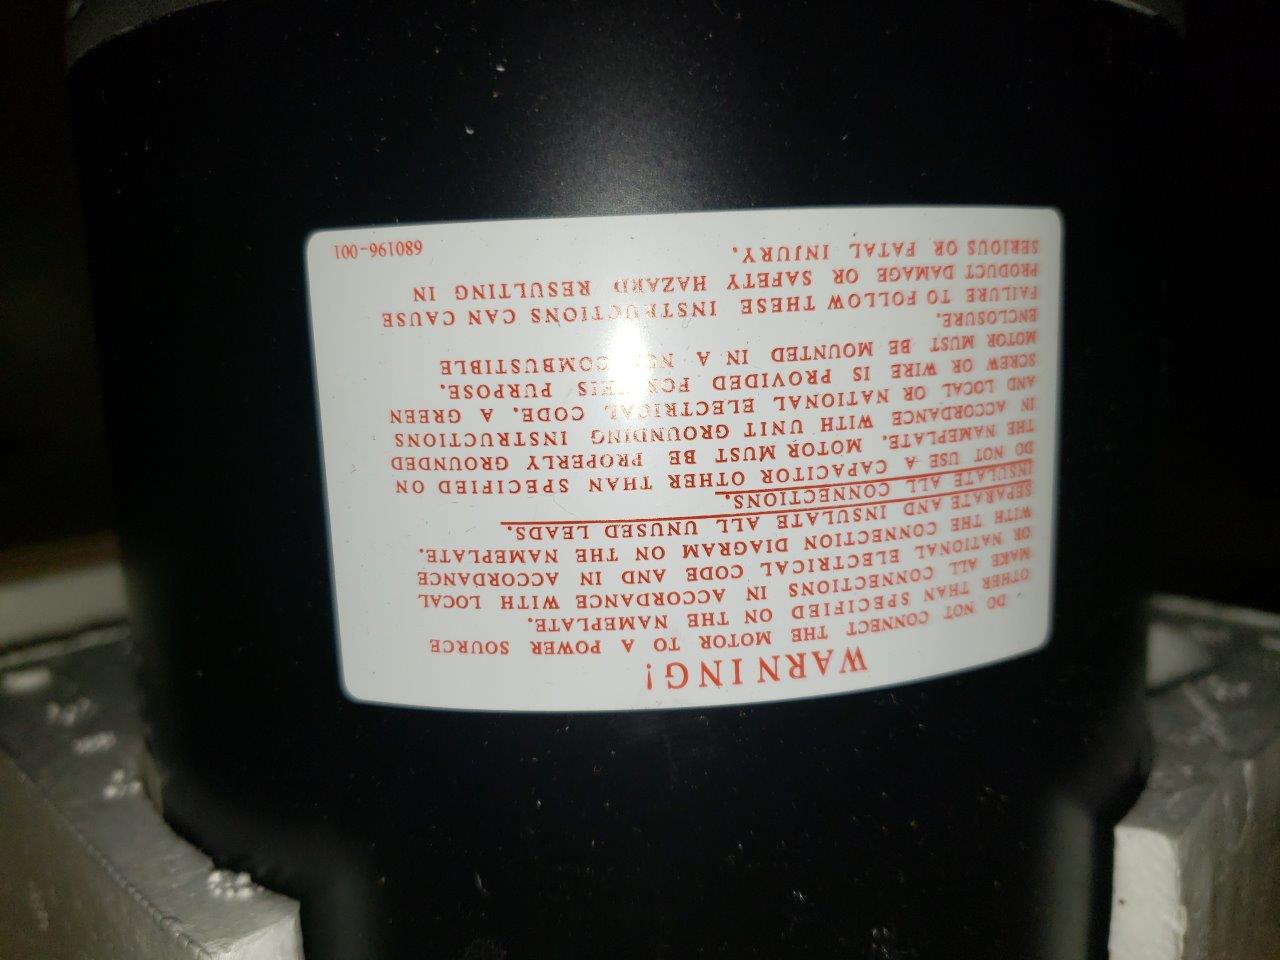 WARNING!
DO NOT CONNECT THE MOTOR TO A POWER SOURCE
OTHER THAN SPECIFIED ON THE NAMEPLATE.
MAKE ALL CONNECTIONS IN ACCORDANCE WITH LOCAL
OR NATIONAL ELECTRICAL CODE AND IN ACCORDANCE
WITH THE CONNECTION DIAGRAM ON THE NAMEPLATE.
SEPARATE AND INSULATE ALL UNUSED LEADS.
INSULATE ALL CONNECTIONS.
DO NOT USE A CAPACITOR OTHER THAN SPECIFIED ON
THE NAMEPLATE. MOTOR MUST BE PROPERLY GROUNDED
IN ACCORDANCE WITH UNIT GROUNDING INSTRUCTIONS
AND LOCAL OR NATIONAL ELECTRICAL CODE. A GREEN
SCREW OR WIRE IS PROVIDED FOR THIS PURPOSE.
MOTOR MUST BE MOUNTED IN A NON COMBUSTIBLE
ENCLOSURE.
FAILURE TO FOLLOW THESE INSTRUCTIONS CAN CAUSE
PRODUCT DAMAGE OR SAFETY HAZARD RESULTING IN
SERIOUS OR FATAL INJURY.
680196-001